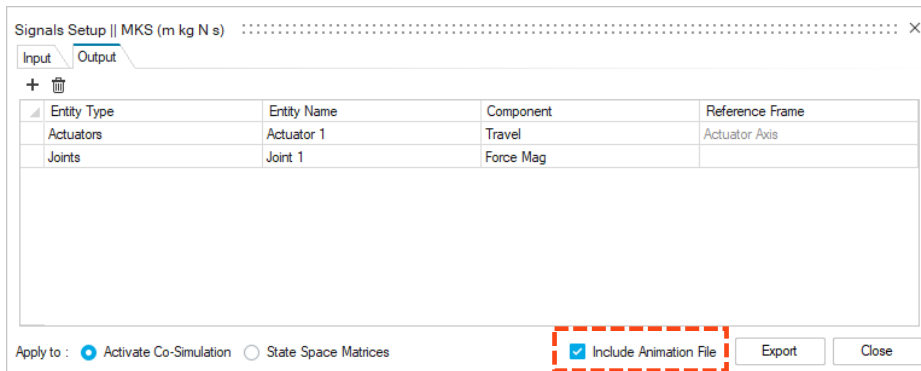 Signals Setup || MKS (m kg N s)
Input Output
Entity Type Entity Name Component Reference Frame
Actuators Actuator 1 Travel Actuator Axis
Joints Joint 1 Force Mag
Apply to : Activate Co-Simulation State Space Matrices Include Animation File Export Close